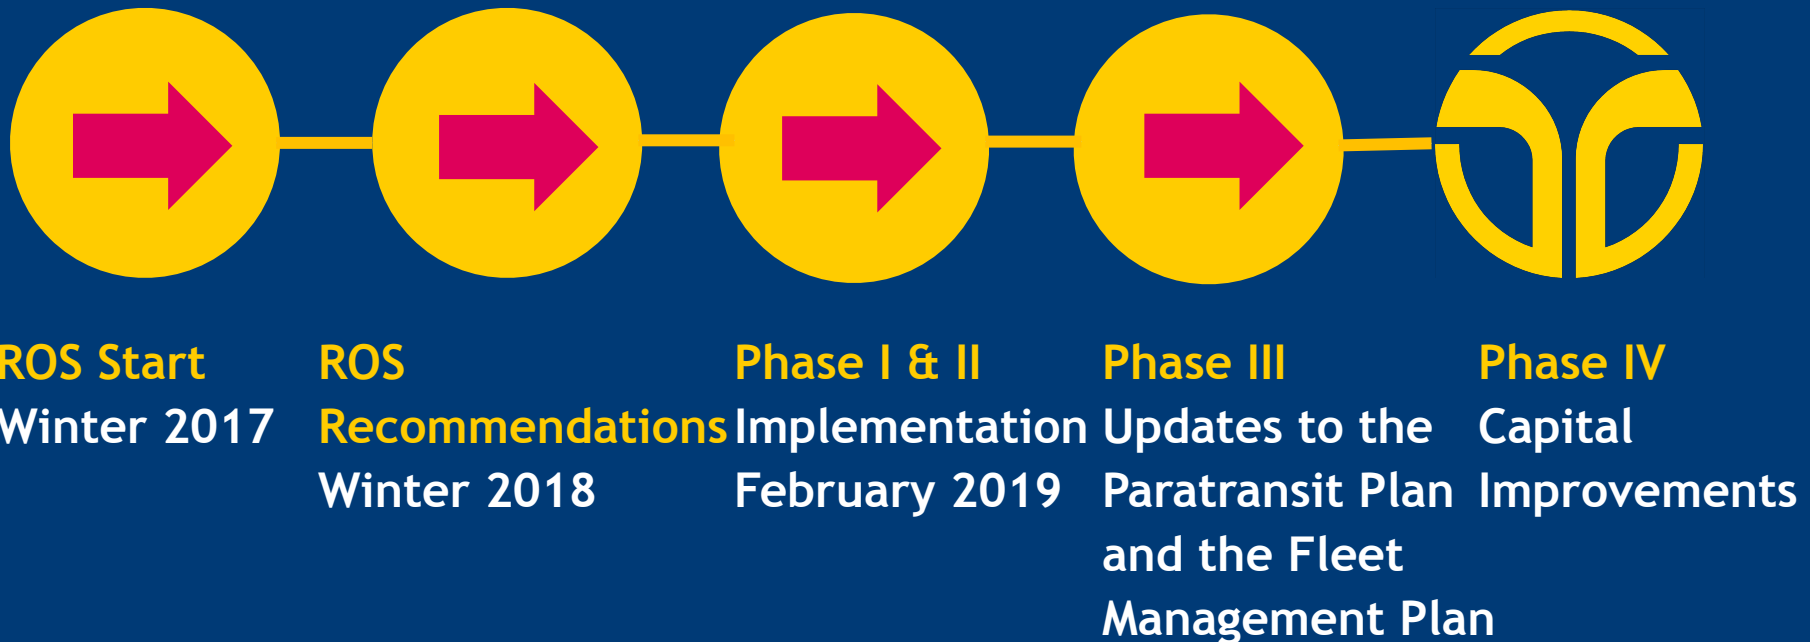 ROS Start
Winter 2017
ROS
Recommendations
Winter 2018
Phase I & II
Implementation
February 2019
Phase III
Updates to the
Paratransit Plan
and the Fleet
Management Plan
Phase IV
Capital
Improvements